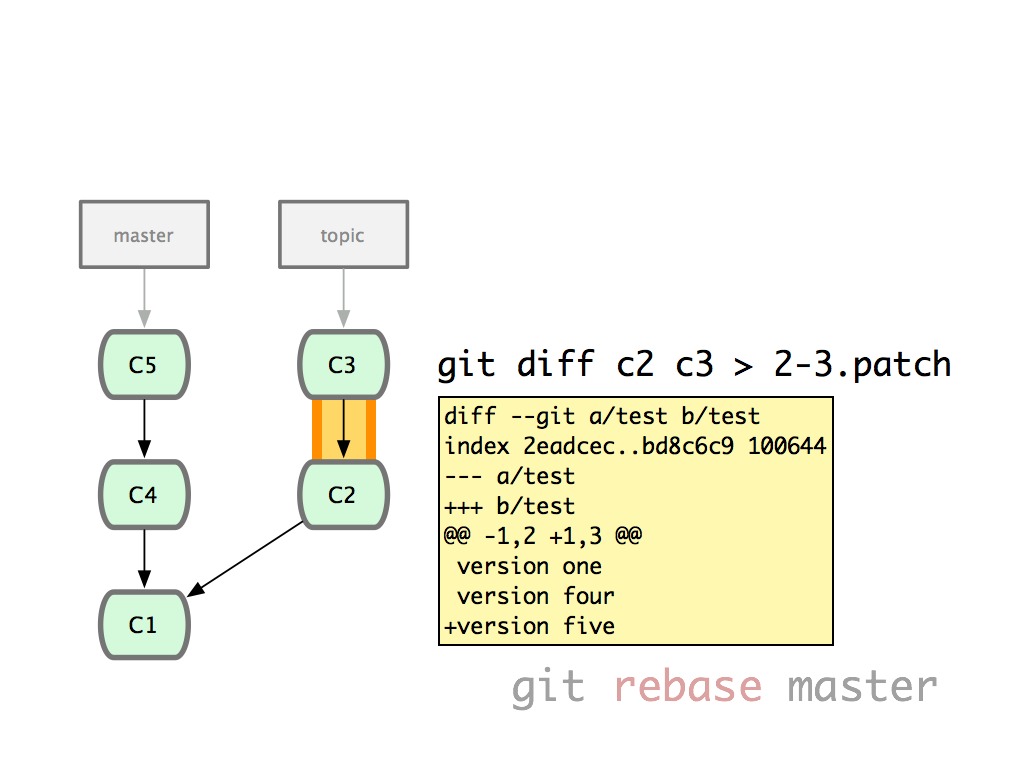 master
topic
C5
C3
git diff c2 c3 > 2-3.patch
diff --git a/test b/test
index 2eadcec..bd8c6c9 100644
--- a/test
+++ b/test
@@ -1,2 +1,3 @@
 version one
 version four
+version five
C4
C2
C1
git rebase master